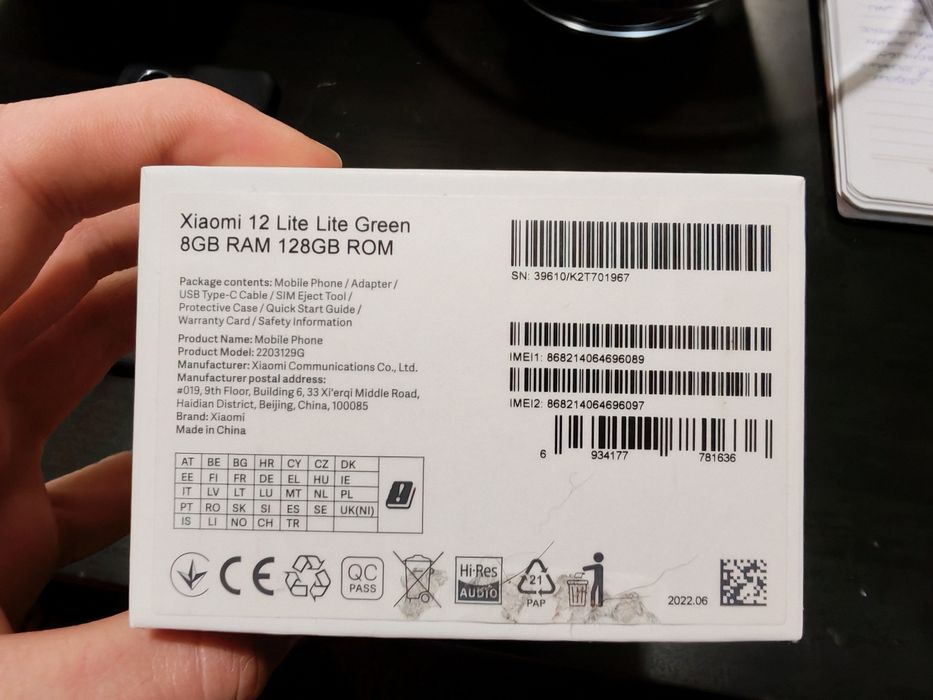 Xiaomi 12 Lite Lite Green
8GB RAM 128GB ROM
Package contents: Mobile Phone / Adapter /
USB Type-C Cable / SIM Eject Tool /
Protective Case / Quick Start Guide /
Warranty Card / Safety Information
Product Name: Mobile Phone
Product Model: 2203129G
Manufacturer: Xiaomi Communications Co., Ltd.
Manufacturer postal address:
#019, 9th Floor, Building 6, 33 Xi'erqi Middle Road,
Haidian District, Beijing, China, 100085
Brand: Xiaomi
Made in China
SN: 39610/K2T701967
IMEI1: 868214064696089
IMEI2: 868214064696097
6 934177 781636
AT BE BG HR CY CZ DK
EE FI FR DE EL HU IE
IT LV LT LU MT NL PL
PT RO SK SI ES SE UK(NI)
IS LI NO CH TR
CE
QC
PASS
Hi-Res
AUDIO
21
PAP
2022.06